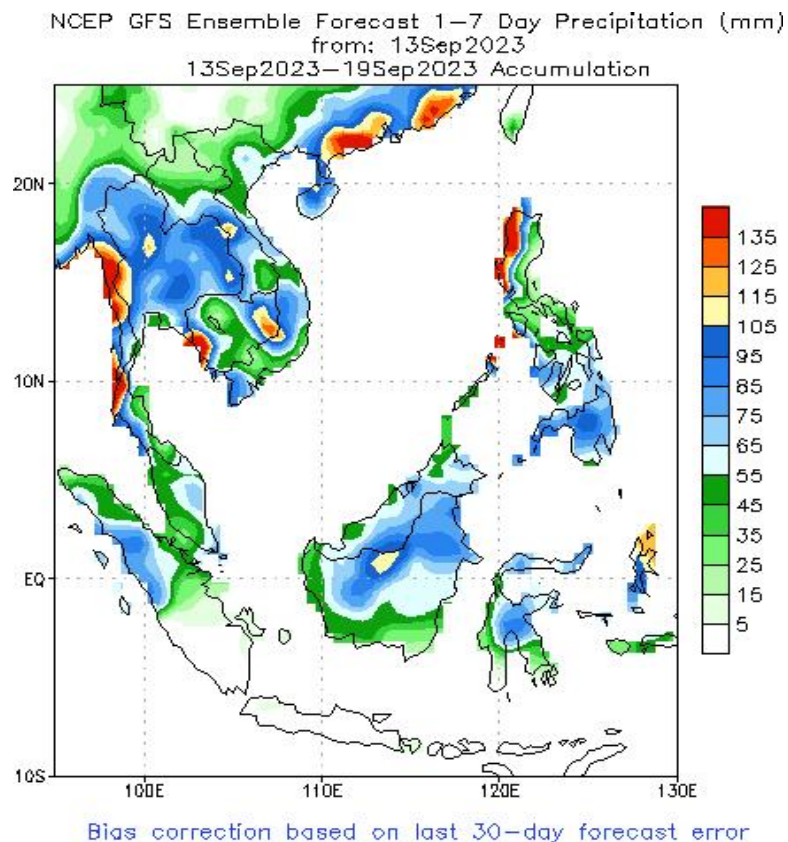 NCEP GFS Ensemble Forecast 1–7 Day Precipitation (mm)
from: 13Sep2023
13Sep2023–19Sep2023 Accumulation
20N
10N
EQ
10S
100E
110E
120E
130E
135
125
115
105
95
85
75
65
55
45
35
25
15
5
Bias correction based on last 30–day forecast error